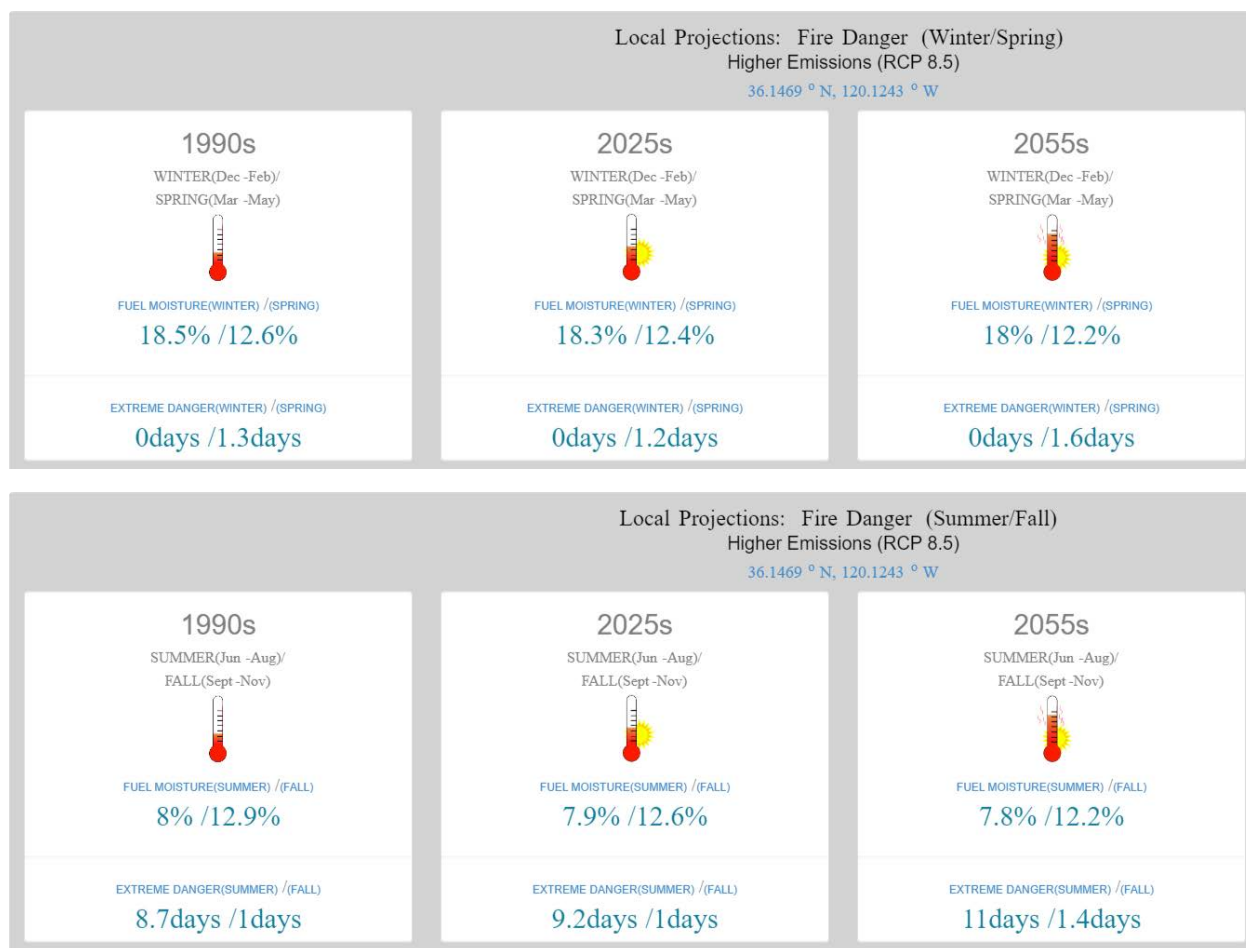 Local Projections: Fire Danger (Winter/Spring)
Higher Emissions (RCP 8.5)
36.1469 º N, 120.1243 º W
1990s
WINTER(Dec -Feb)/
SPRING(Mar -May)
FUEL MOISTURE(WINTER) /(SPRING)
18.5% /12.6%
EXTREME DANGER(WINTER) /(SPRING)
0days /1.3days
2025s
WINTER(Dec -Feb)/
SPRING(Mar -May)
FUEL MOISTURE(WINTER) /(SPRING)
18.3% /12.4%
EXTREME DANGER(WINTER) /(SPRING)
0days /1.2days
2055s
WINTER(Dec -Feb)/
SPRING(Mar -May)
FUEL MOISTURE(WINTER) /(SPRING)
18% /12.2%
EXTREME DANGER(WINTER) /(SPRING)
0days /1.6days
Local Projections: Fire Danger (Summer/Fall)
Higher Emissions (RCP 8.5)
36.1469 º N, 120.1243 º W
1990s
SUMMER(Jun -Aug)/
FALL(Sept -Nov)
FUEL MOISTURE(SUMMER) /(FALL)
8% /12.9%
EXTREME DANGER(SUMMER) /(FALL)
8.7days /1days
2025s
SUMMER(Jun -Aug)/
FALL(Sept -Nov)
FUEL MOISTURE(SUMMER) /(FALL)
7.9% /12.6%
EXTREME DANGER(SUMMER) /(FALL)
9.2days /1days
2055s
SUMMER(Jun -Aug)/
FALL(Sept -Nov)
FUEL MOISTURE(SUMMER) /(FALL)
7.8% /12.2%
EXTREME DANGER(SUMMER) /(FALL)
11days /1.4days